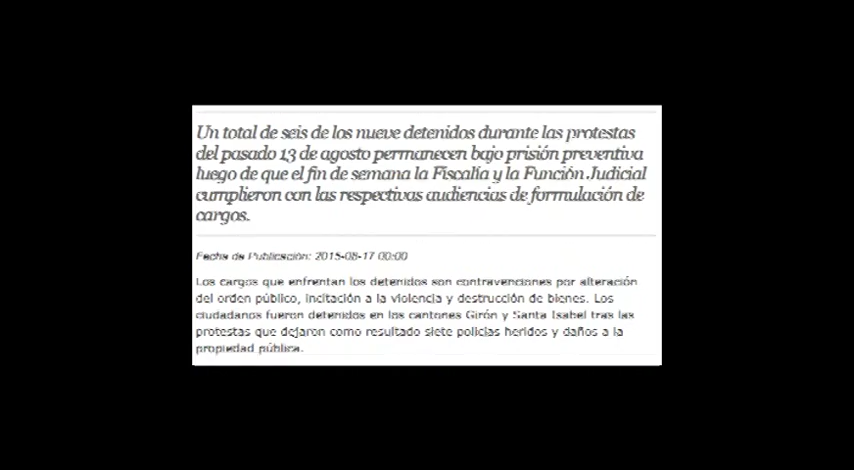 Un total de seis de los nueve detenidos durante las protestas
del pasado 13 de agosto permanecen bajo prisión preventiva
luego de que el fin de semana la Fiscalía y la Función Judicial
cumplieron con las respectivas audiencias de formulación de
cargos.
Fecha de Publicación: 2015-08-17 00:00
Los cargos que enfrentan los detenidos son contravenciones por alteración
del orden público, incitación a la violencia y destrucción de bienes. Los
ciudadanos fueron detenidos en los cantones Girón y Santa Isabel tras las
protestas que dejaron como resultado siete policías heridos y daños a la
propiedad pública.